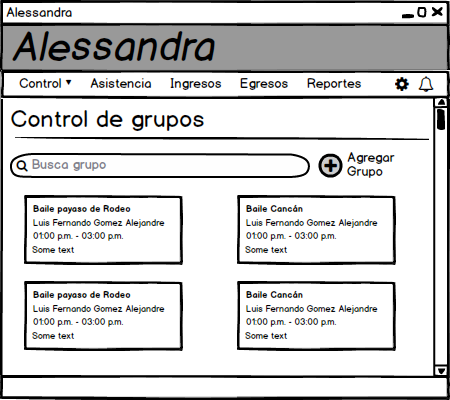 Alessandra
Alessandra
Control Asistencia Ingresos Egresos Reportes
Control de grupos
Busca grupo
Agregar
Grupo
Baile payaso de Rodeo
Luis Fernando Gomez Alejandre
01:00 p.m. - 03:00 p.m.
Some text
Baile Cancán
Luis Fernando Gomez Alejandre
01:00 p.m. - 03:00 p.m.
Some text
Baile payaso de Rodeo
Luis Fernando Gomez Alejandre
01:00 p.m. - 03:00 p.m.
Some text
Baile Cancán
Luis Fernando Gomez Alejandre
01:00 p.m. - 03:00 p.m.
Some text